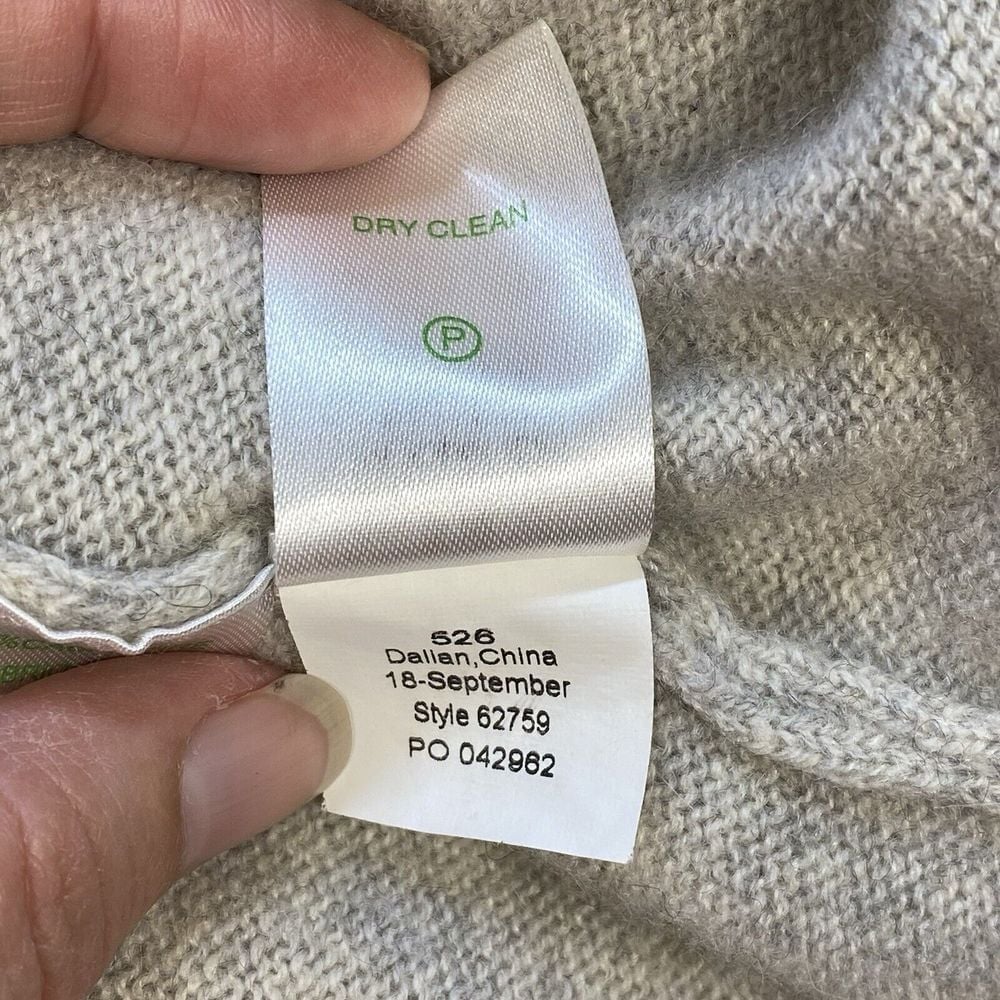 DRY CLEAN
P
526
Dalian,China
18-September
Style 62759
PO 042962